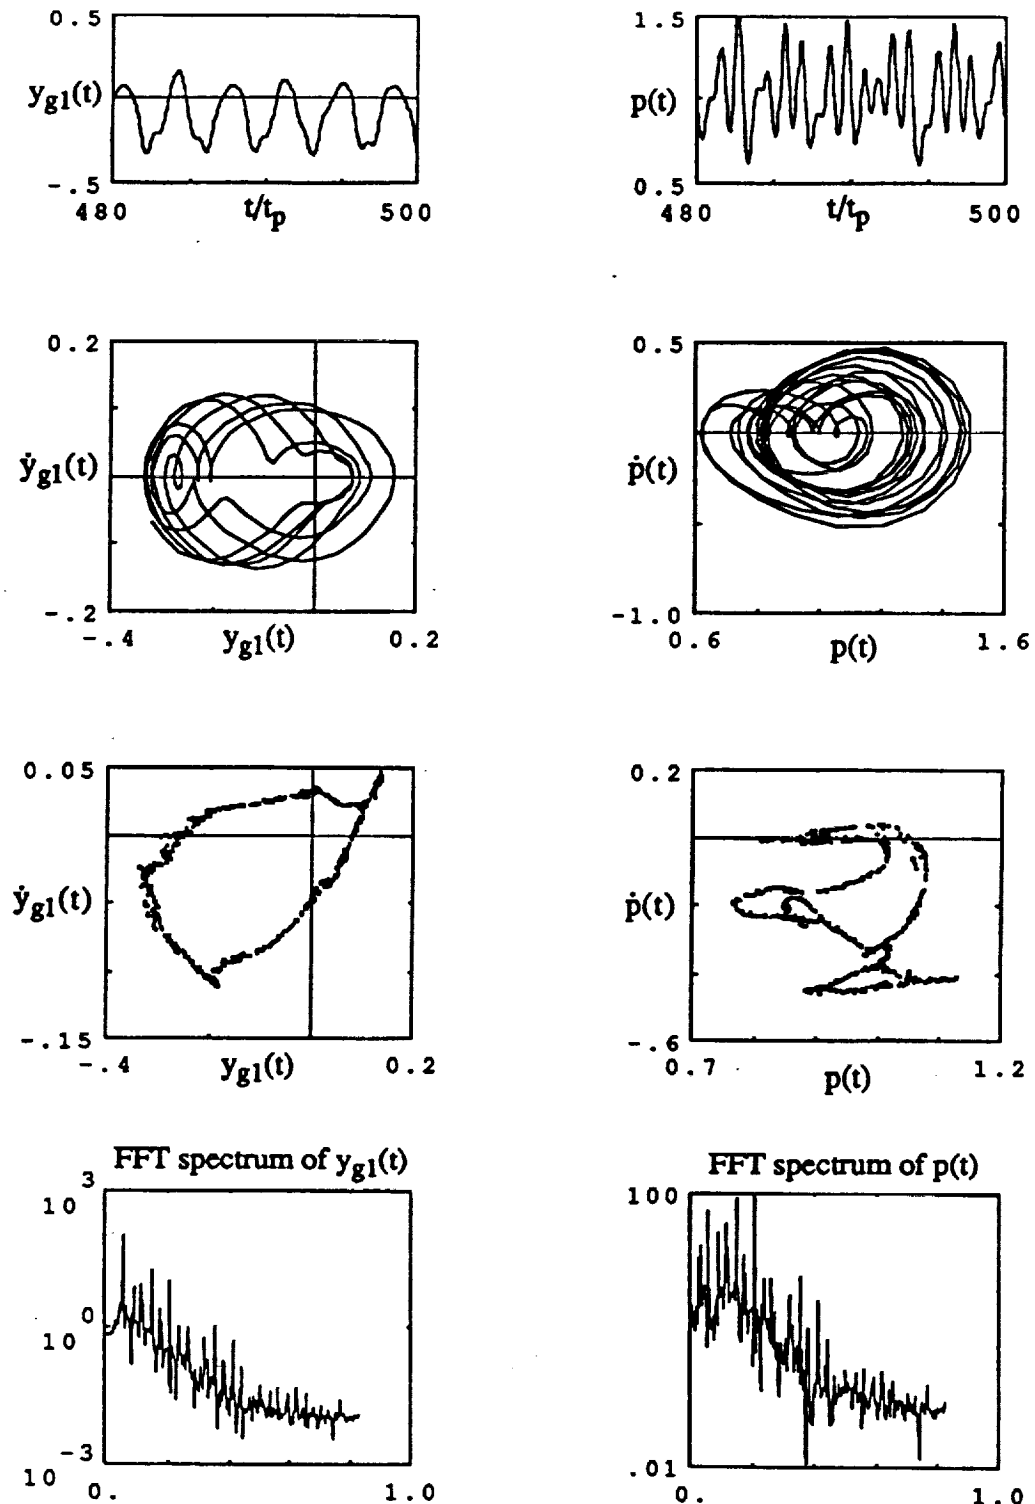 0.5
y_g1(t)
-.5
480 t/t_p 500
1.5
p(t)
0.5
480 t/t_p 500
0.2
ẏ_g1(t)
-.2
-.4 y_g1(t) 0.2
0.5
ṗ(t)
-1.0
0.6 p(t) 1.6
0.05
ẏ_g1(t)
-.15
-.4 y_g1(t) 0.2
0.2
ṗ(t)
-.6
0.7 p(t) 1.2
FFT spectrum of y_g1(t)
10^3
10^0
10^-3
0. 1.0
FFT spectrum of p(t)
100
.01
0. 1.0